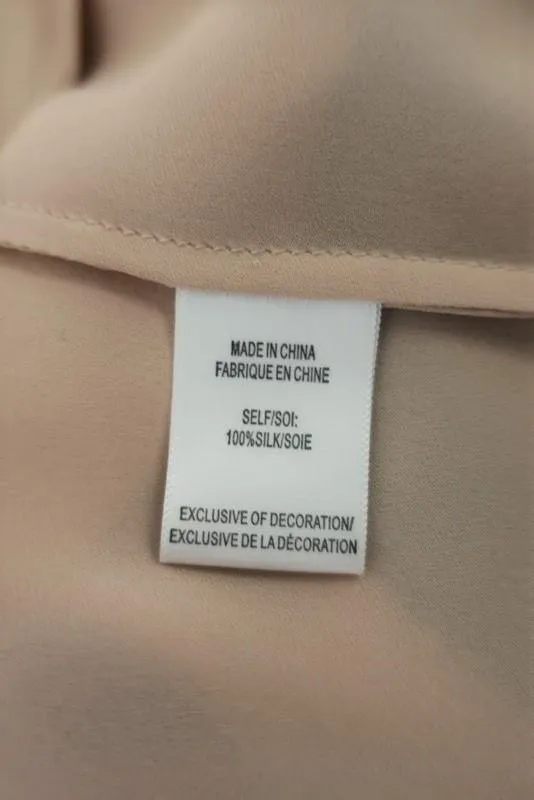 MADE IN CHINA
FABRIQUE EN CHINE
SELF/SOI:
100%SILK/SOIE
EXCLUSIVE OF DECORATION/
EXCLUSIVE DE LA DÉCORATION